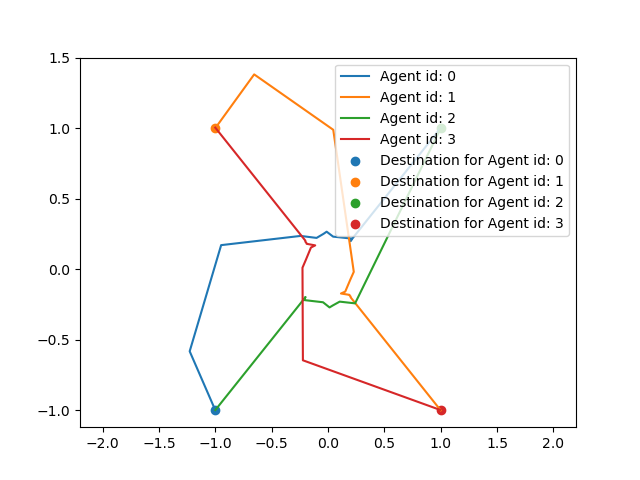 1.5
1.0
0.5
0.0
−0.5
−1.0
−2.0
−1.5
−1.0
−0.5
0.0
0.5
1.0
1.5
2.0
Agent id: 0
Agent id: 1
Agent id: 2
Agent id: 3
Destination for Agent id: 0
Destination for Agent id: 1
Destination for Agent id: 2
Destination for Agent id: 3